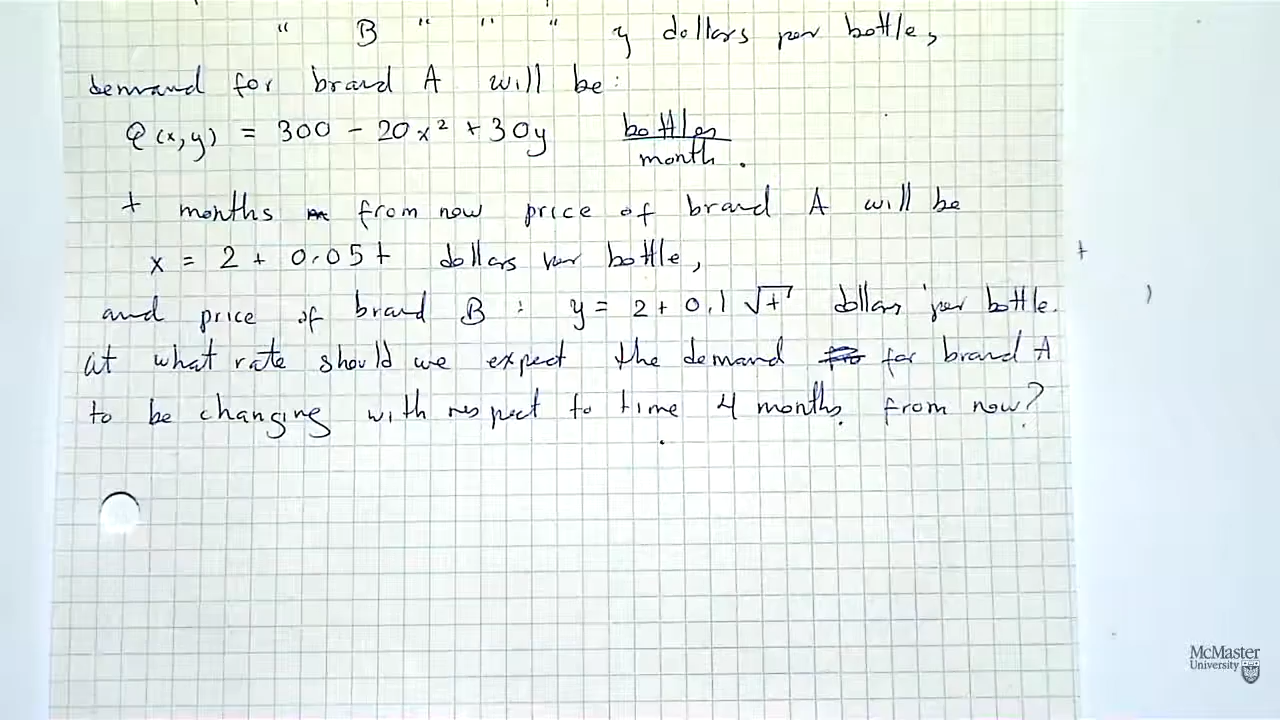 " B " " " y dollars per bottle,
demand for brand A will be:
Q(x,y) = 300 - 20x² + 30y bottles/month.
t months from now price of brand A will be
x = 2 + 0.05t dollars per bottle,
and price of brand B : y = 2 + 0.1 √t dollars per bottle.
at what rate should we expect the demand for brand A
to be changing with respect to time 4 months from now?
McMaster
University